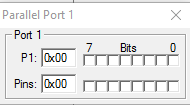 Parallel Port 1
Port 1
7 Bits 0
P1: 0x00
Pins: 0x00